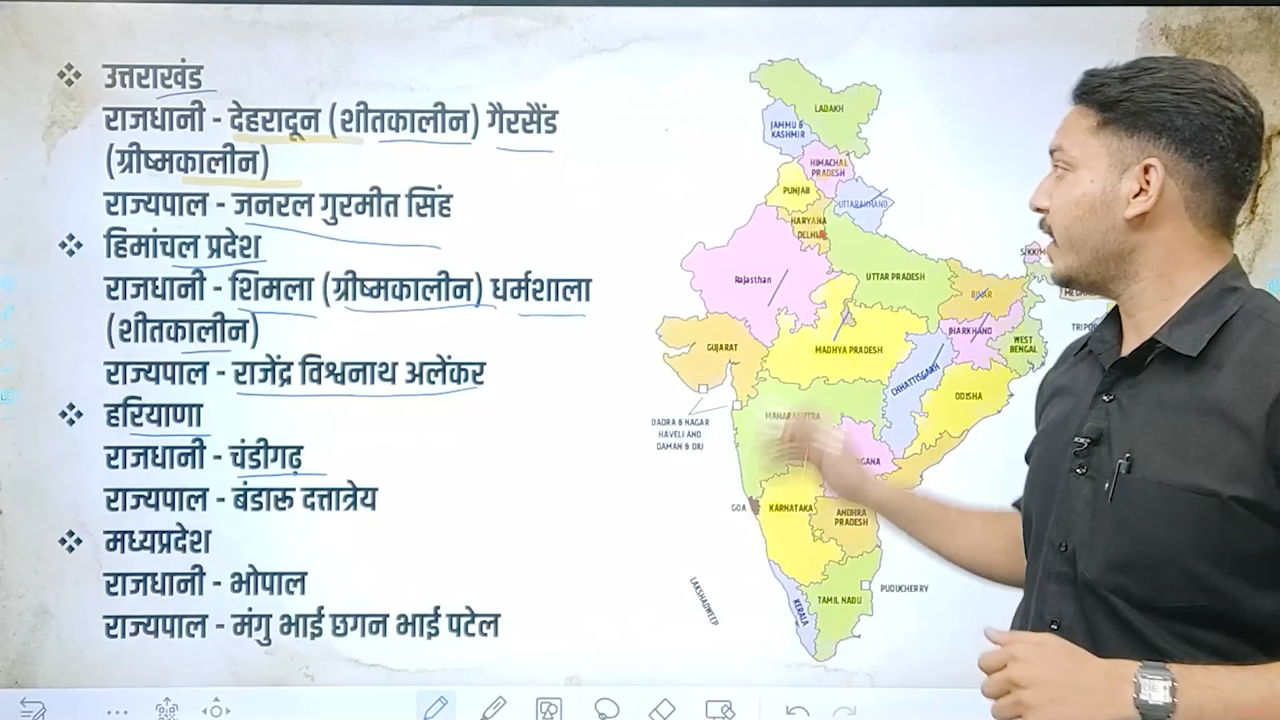 उत्तराखंड
राजधानी - देहरादून (शीतकालीन) गैरसैंड
(ग्रीष्मकालीन)
राज्यपाल - जनरल गुरमीत सिंह
हिमांचल प्रदेश
राजधानी - शिमला (ग्रीष्मकालीन) धर्मशाला
(शीतकालीन)
राज्यपाल - राजेंद्र विश्वनाथ अलेंकर
हरियाणा
राजधानी - चंडीगढ़
राज्यपाल - बंडारू दत्तात्रेय
मध्यप्रदेश
राजधानी - भोपाल
राज्यपाल - मंगु भाई छगन भाई पटेल
LADAKH
JAMMU &
KASHMIR
HIMACHAL
PRADESH
PUNJAB
UTTARAKHAND
HARYANA
DELHI
Rajasthan
UTTAR PRADESH
BIHAR
JHARKHAND
WEST
BENGAL
GUJARAT
MADHYA PRADESH
CHHATTISGARH
ODISHA
DADRA & NAGAR
HAVELI AND
DAMAN & DIU
MAHARASHTRA
GOA
KARNATAKA
ANDHRA
PRADESH
PUDUCHERRY
LAKSHADWEEP
KERALA
TAMIL NADU